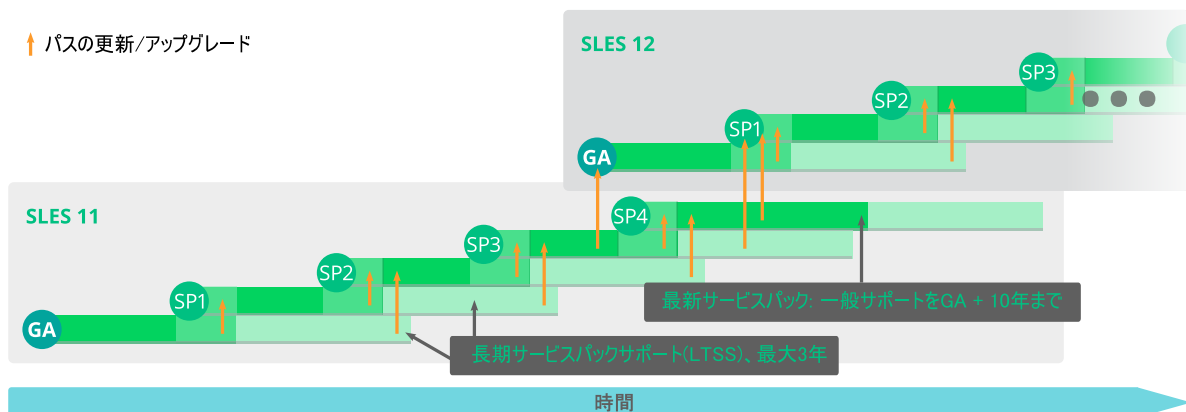 パスの更新/アップグレード
SLES 12
SP3
SP2
SP1
GA
SLES 11
SP4
SP3
SP2
SP1
GA
最新サービスパック: 一般サポートをGA + 10年まで
長期サービスパックサポート(LTSS)、最大3年
時間